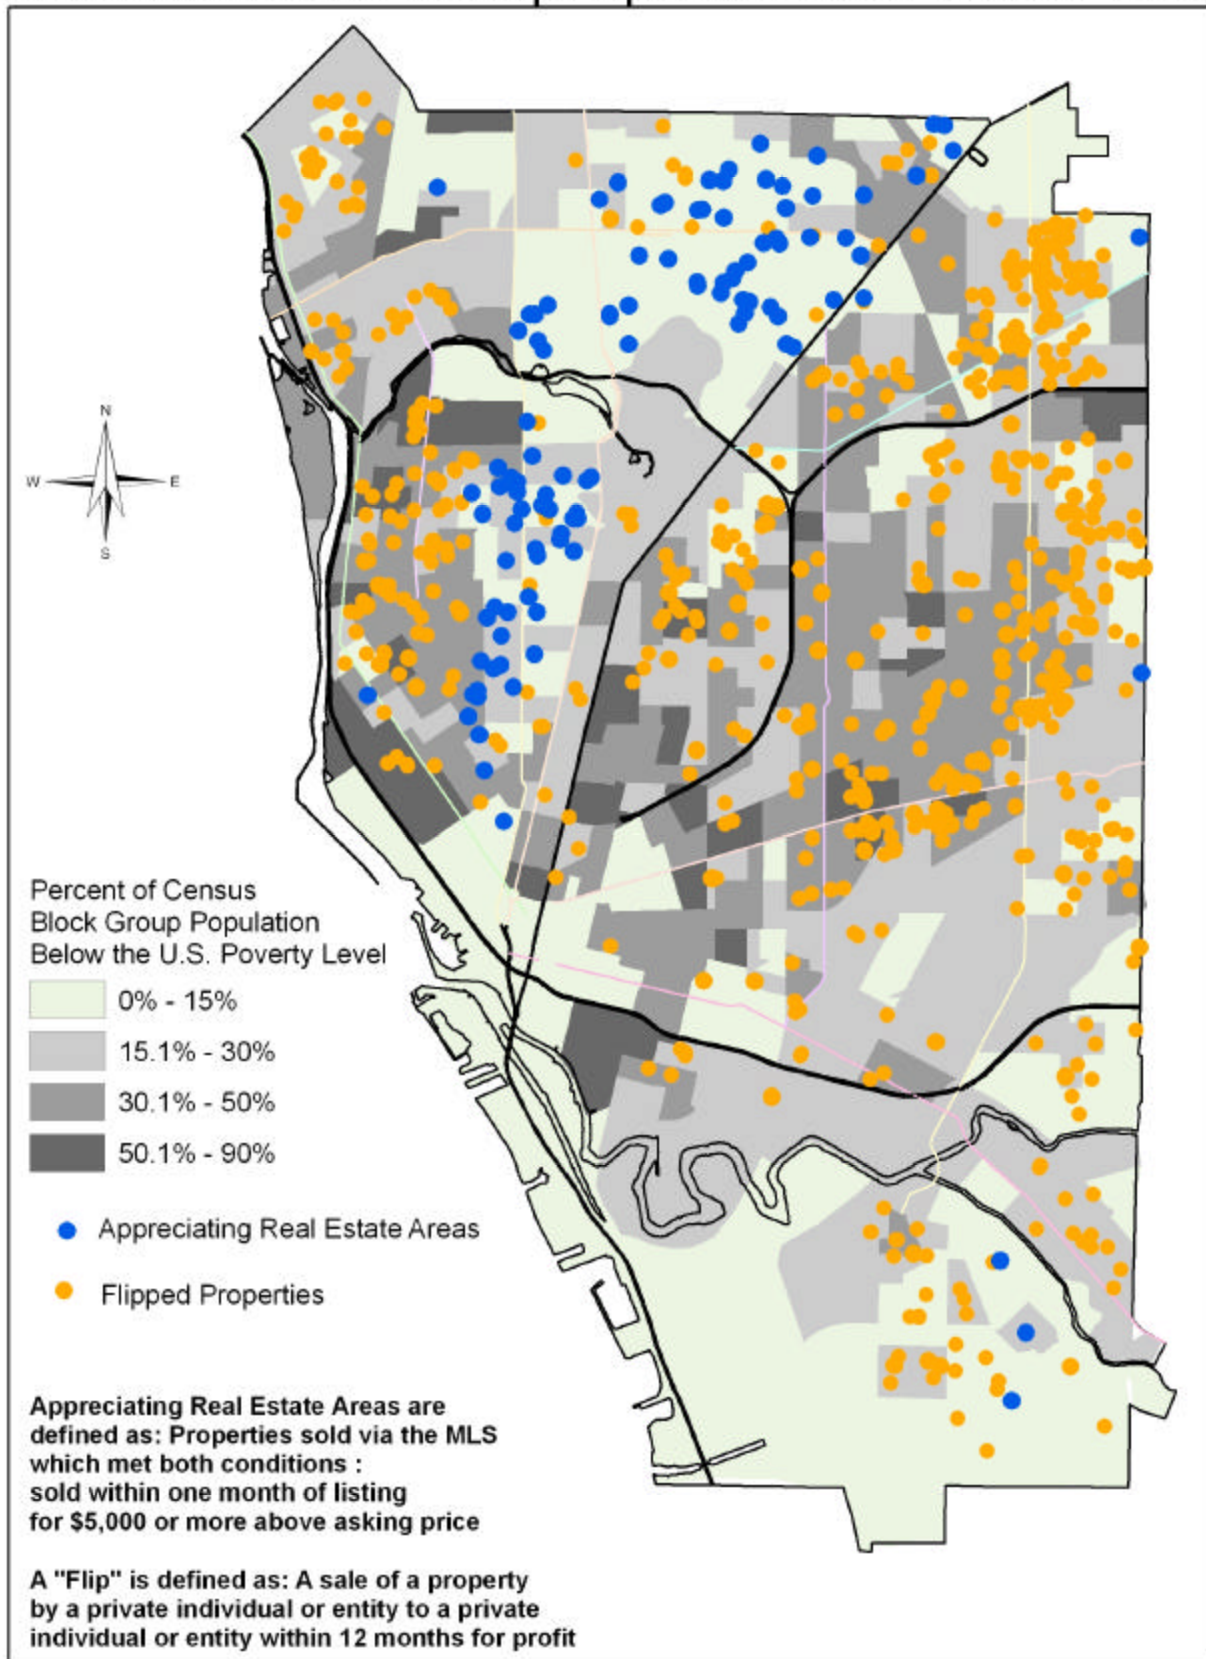 N
W
E
S
Percent of Census
Block Group Population
Below the U.S. Poverty Level
0% - 15%
15.1% - 30%
30.1% - 50%
50.1% - 90%
Appreciating Real Estate Areas
Flipped Properties
Appreciating Real Estate Areas are
defined as: Properties sold via the MLS
which met both conditions :
sold within one month of listing
for $5,000 or more above asking price
A "Flip" is defined as: A sale of a property
by a private individual or entity to a private
individual or entity within 12 months for profit